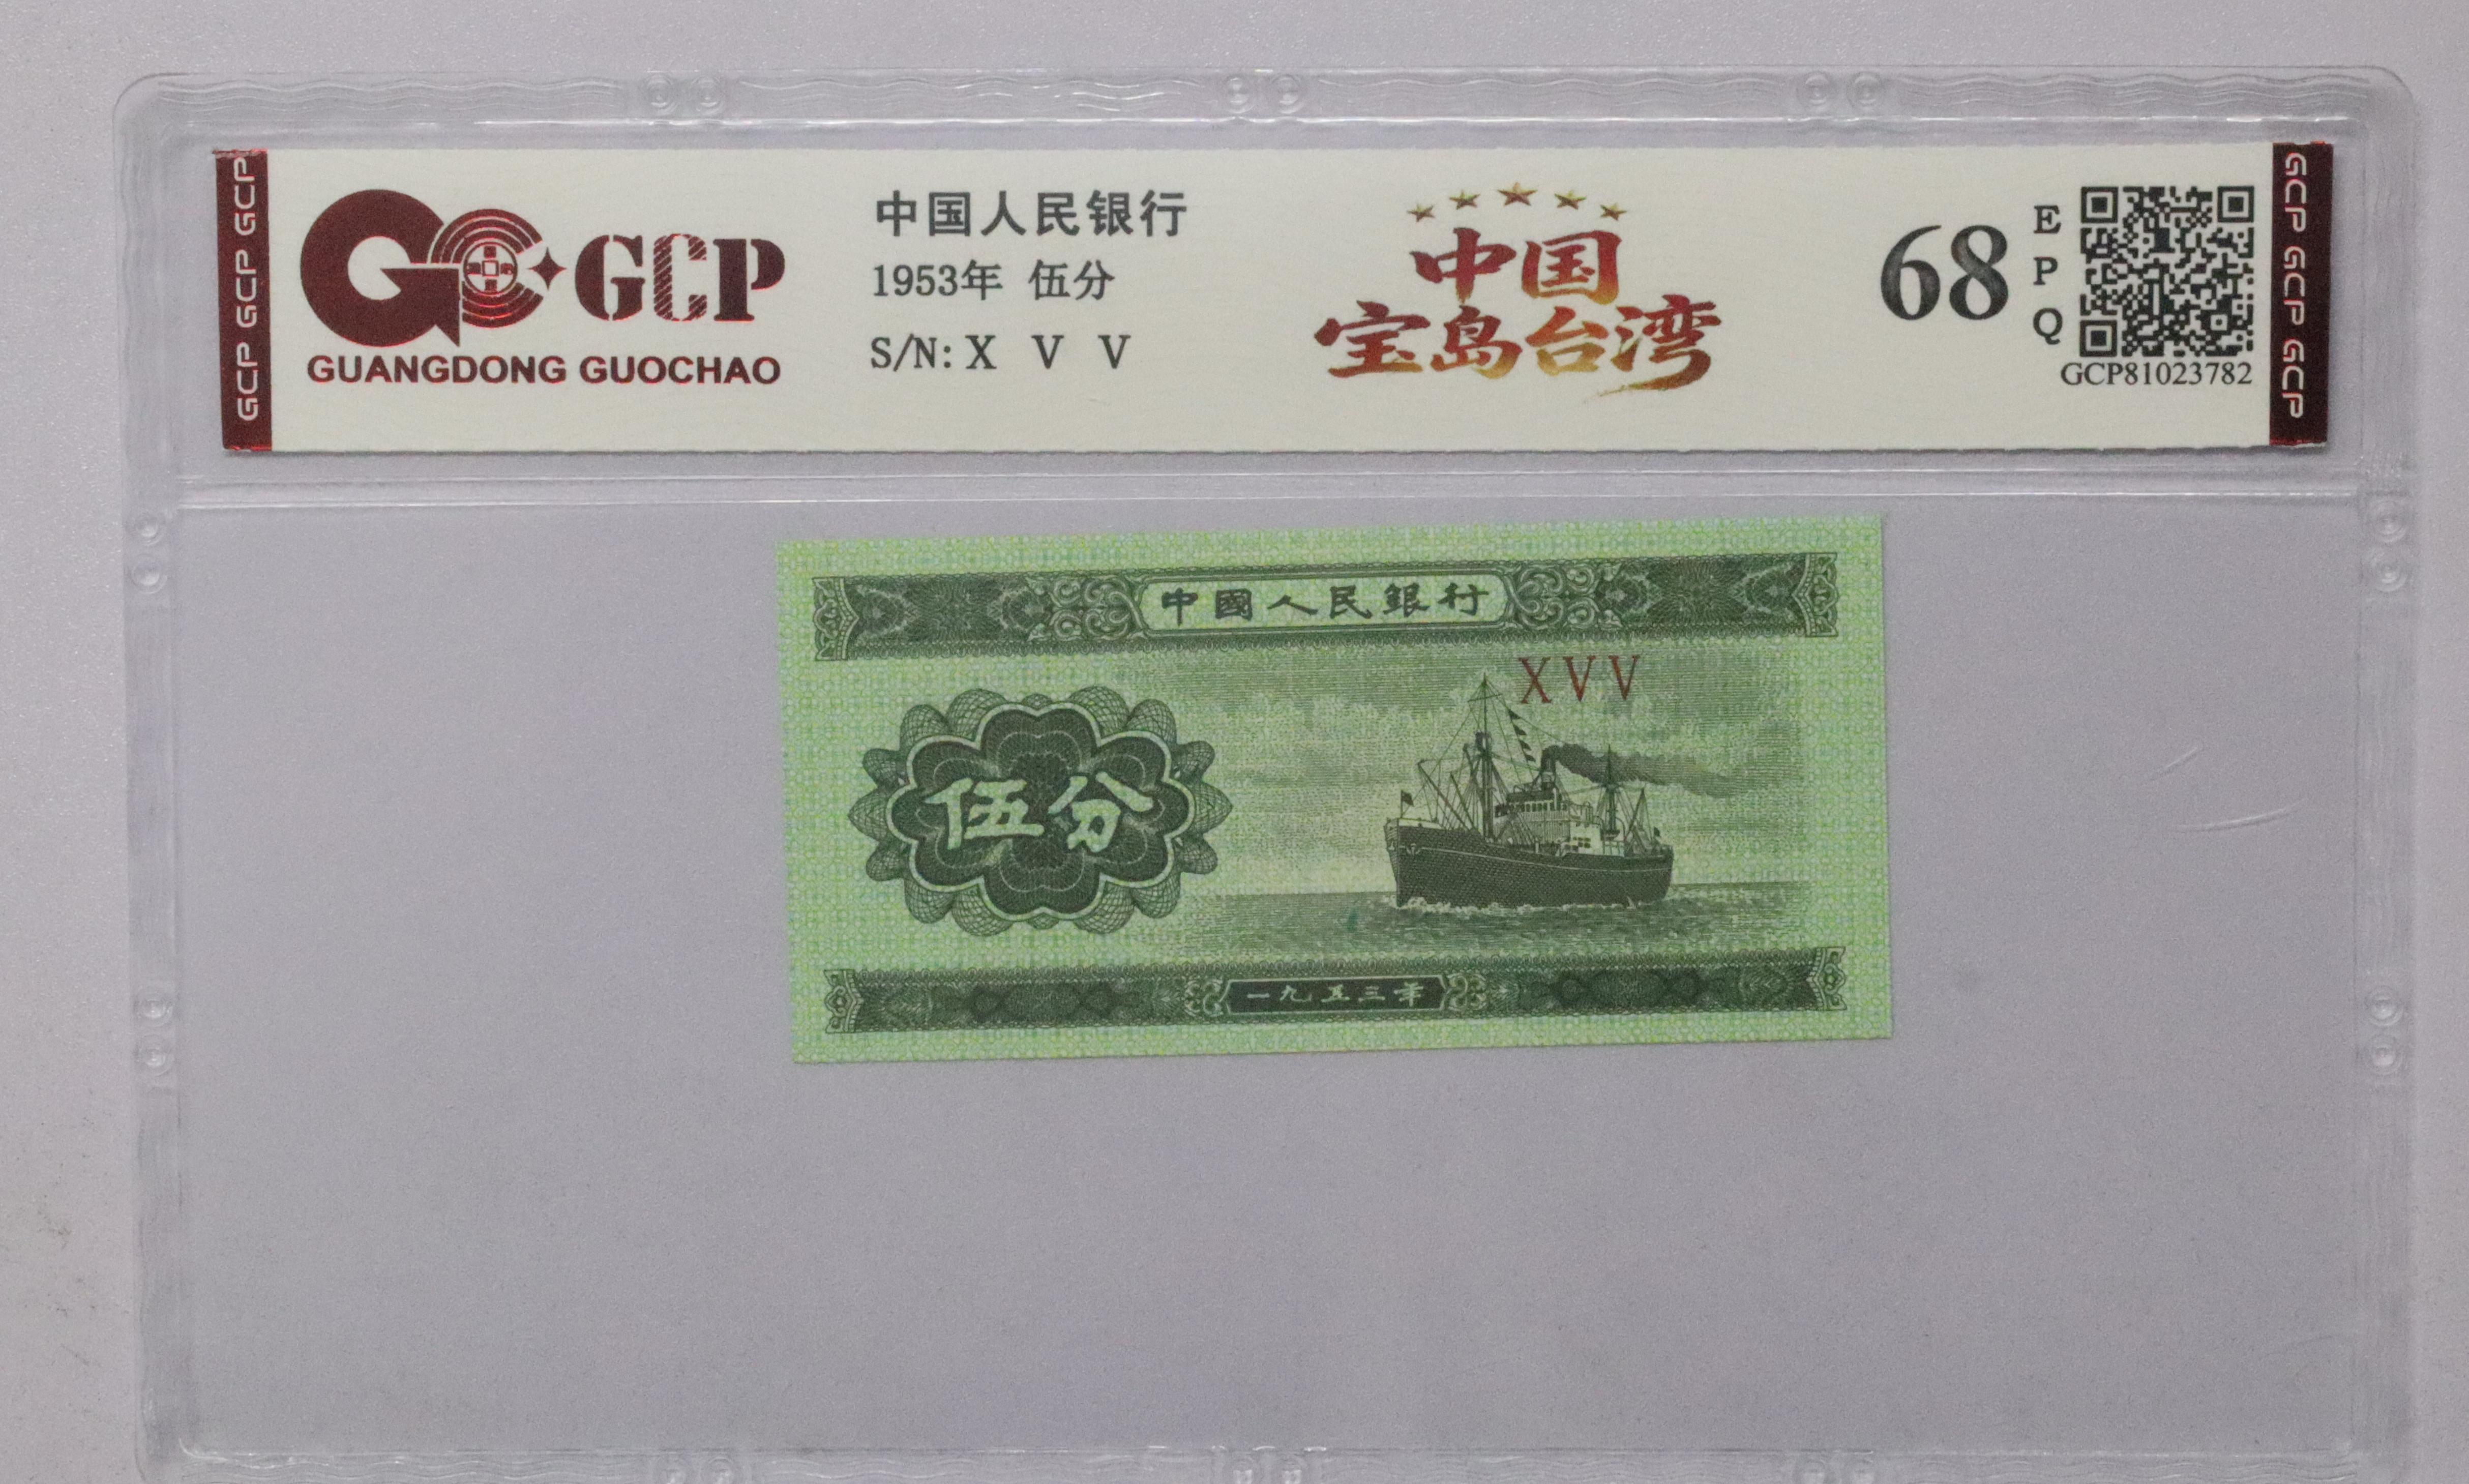 GCP GCP GCP
GCP
GUANGDONG GUOCHAO
中国人民银行
1953年 伍分
S/N: X V V
中国
宝岛台湾
68
E
P
Q
GCP81023782
GCP GCP GCP
中國人民銀行
XVV
伍分
一九五三年